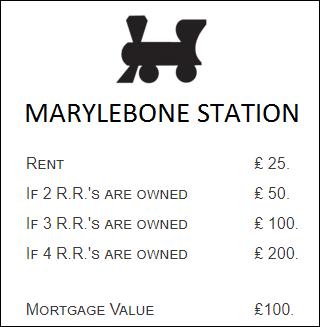 MARYLEBONE STATION
RENT ₤ 25.
IF 2 R.R.'S ARE OWNED ₤ 50.
IF 3 R.R.'S ARE OWNED ₤ 100.
IF 4 R.R.'S ARE OWNED ₤ 200.
MORTGAGE VALUE ₤100.